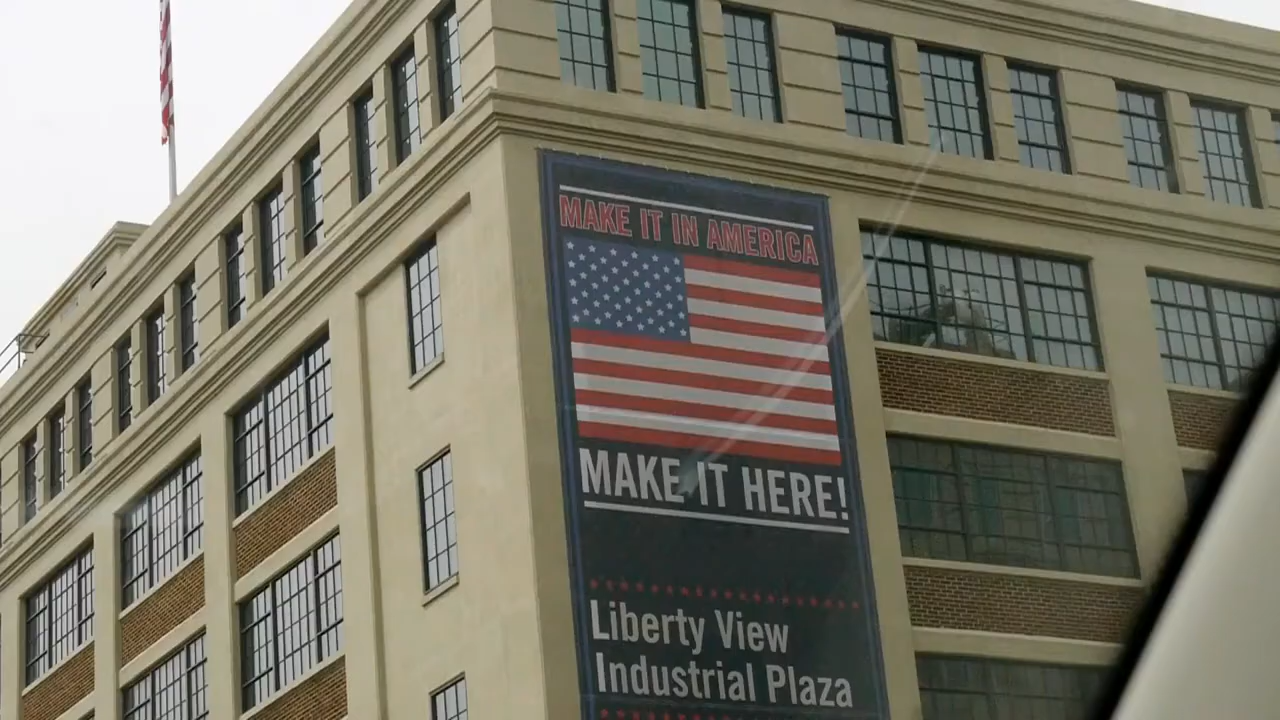 MAKE IT IN AMERICA
MAKE IT HERE!
Liberty View
Industrial Plaza